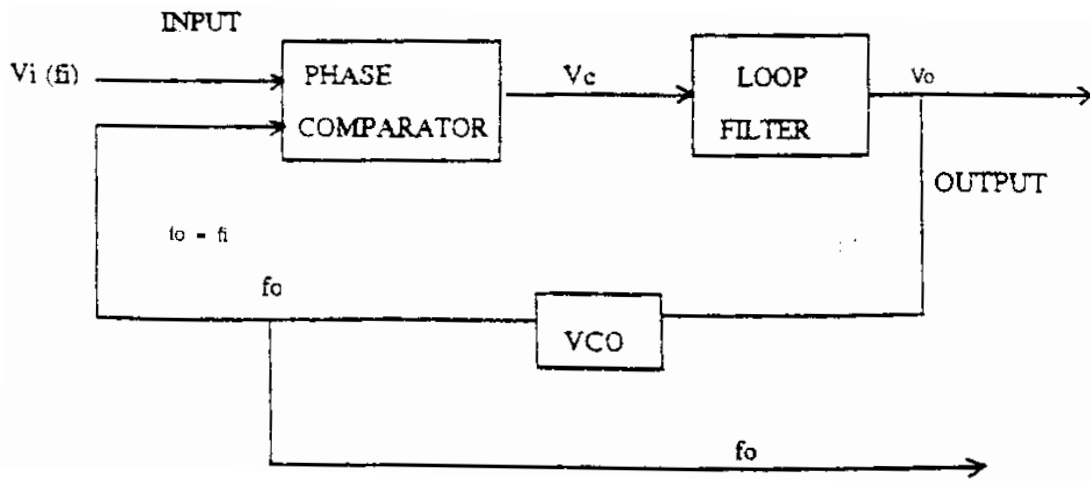 INPUT
Vi (fi)
PHASE
COMPARATOR
Vc
LOOP
FILTER
Vo
OUTPUT
fo = fi
fo
VCO
fo